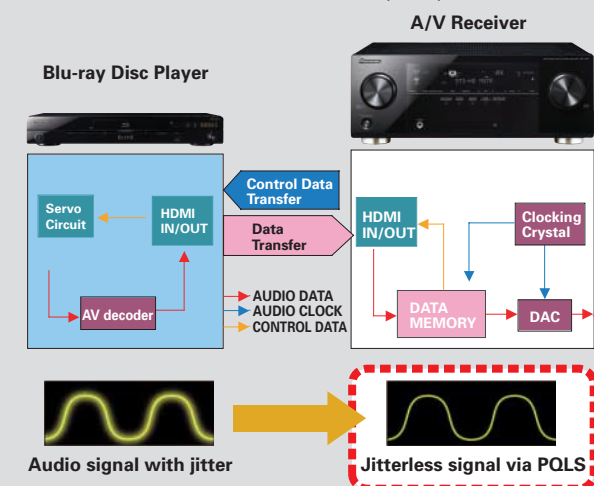 A/V Receiver
Blu-ray Disc Player
Control Data
Transfer
Data
Transfer
Servo
Circuit
HDMI
IN/OUT
AV decoder
HDMI
IN/OUT
Clocking
Crystal
DATA
MEMORY
DAC
AUDIO DATA
AUDIO CLOCK
CONTROL DATA
Audio signal with jitter
Jitterless signal via PQLS